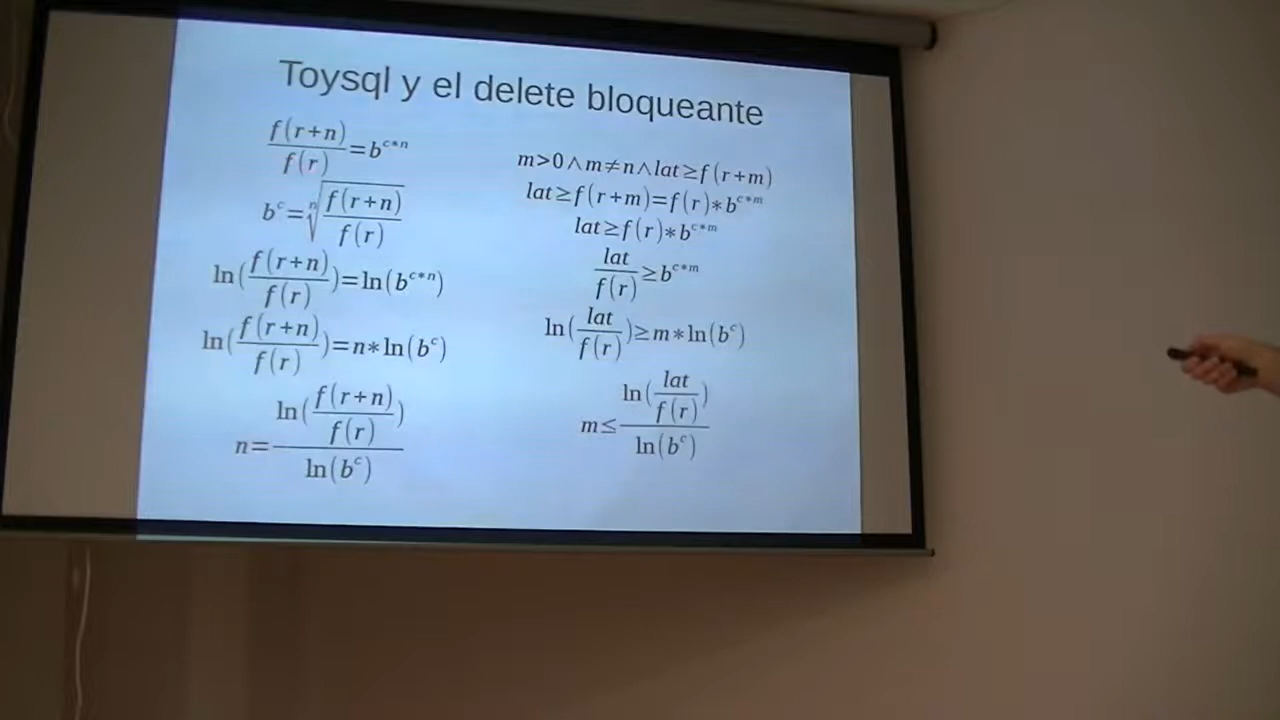 Toysql y el delete bloqueante
f(r+n)/f(r)=b^{c*n}
b^c=\sqrt[n]{f(r+n)/f(r)}
ln(f(r+n)/f(r))=ln(b^{c*n})
ln(f(r+n)/f(r))=n*ln(b^c)
n=ln(f(r+n)/f(r))/ln(b^c)
m>0∧m≠n∧lat≥f(r+m)
lat≥f(r+m)=f(r)*b^{c*m}
lat≥f(r)*b^{c*m}
lat/f(r)≥b^{c*m}
ln(lat/f(r))≥m*ln(b^c)
m≤ln(lat/f(r))/ln(b^c)